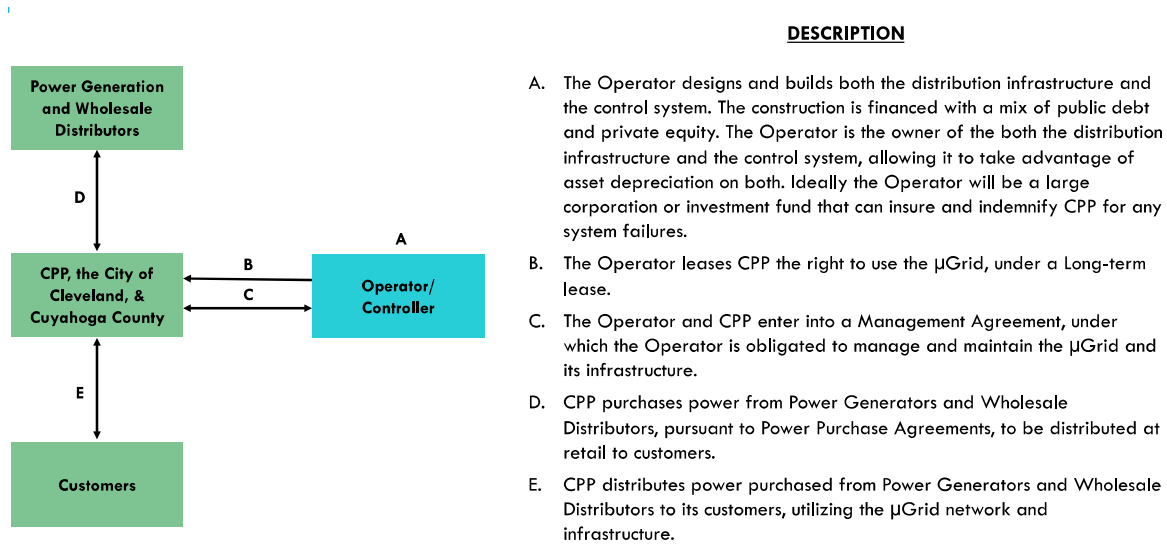 DESCRIPTION
Power Generation
and Wholesale
Distributors
D
CPP, the City of
Cleveland, &
Cuyahoga County
B
C
A
Operator/
Controller
E
Customers
A. The Operator designs and builds both the distribution infrastructure and
the control system. The construction is financed with a mix of public debt
and private equity. The Operator is the owner of the both the distribution
infrastructure and the control system, allowing it to take advantage of
asset depreciation on both. Ideally the Operator will be a large
corporation or investment fund that can insure and indemnify CPP for any
system failures.
B. The Operator leases CPP the right to use the µGrid, under a Long-term
lease.
C. The Operator and CPP enter into a Management Agreement, under
which the Operator is obligated to manage and maintain the µGrid and
its infrastructure.
D. CPP purchases power from Power Generators and Wholesale
Distributors, pursuant to Power Purchase Agreements, to be distributed at
retail to customers.
E. CPP distributes power purchased from Power Generators and Wholesale
Distributors to its customers, utilizing the µGrid network and
infrastructure.